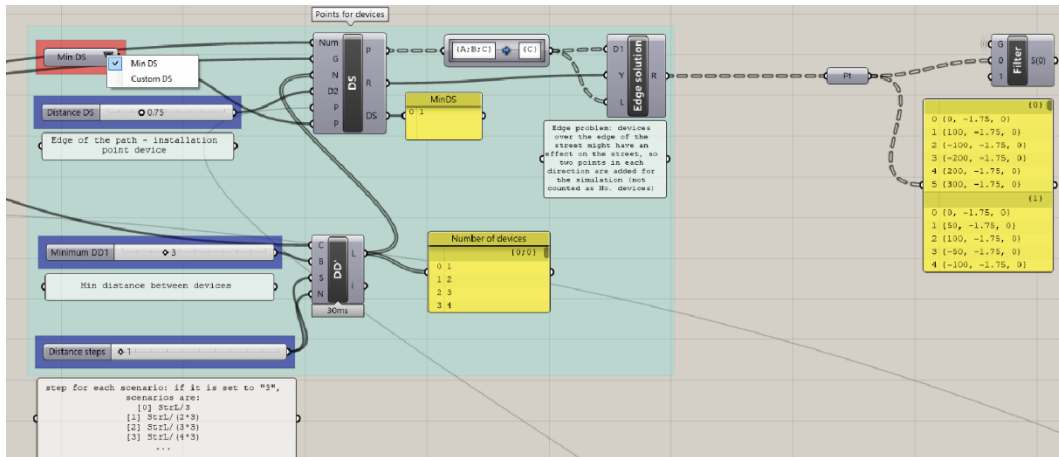 Points for devices
Min DS
Min DS
Custom DS
Num
G
N
D2
P
P
DS
P
R
DS
{A;B;C}
{C}
D1
Y
L
Edge solution
R
Pt
G
0
1
Filter
S(0)
Distance DS
0.75
MinDS
0 1
Edge of the path - installation
point device
Edge problem: devices
over the edge of the
street might have an
effect on the street, so
two points in each
direction are added for
the simulation (not
counted as No. devices)
{0}
0 {0, -1.75, 0}
1 {100, -1.75, 0}
2 {-100, -1.75, 0}
3 {-200, -1.75, 0}
4 {200, -1.75, 0}
5 {300, -1.75, 0}
{1}
0 {0, -1.75, 0}
1 {50, -1.75, 0}
2 {100, -1.75, 0}
3 {-50, -1.75, 0}
4 {-100, -1.75, 0}
Minimum DD1
3
Min distance between devices
C
B
S
N
DD'
L
i
30ms
Number of devices
{0;0}
0 1
1 2
2 3
3 4
Distance steps
1
step for each scenario: if it is set to "3",
scenarios are:
[0] StrL/3
[1] StrL/(2*3)
[2] StrL/(3*3)
[3] StrL/(4*3)
...